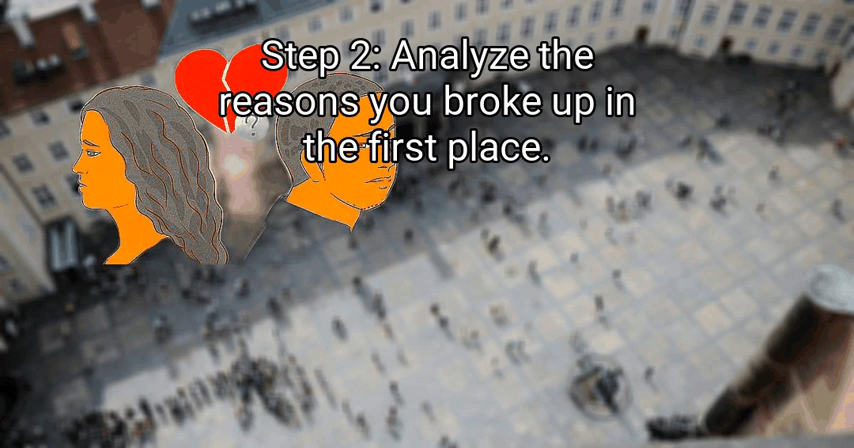 Step 2: Analyze the
reasons you broke up in
the first place.
?